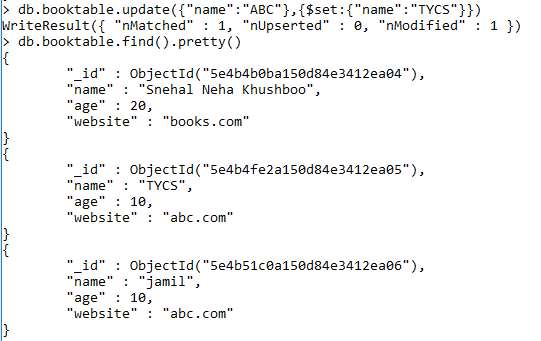 > db.booktable.update({"name":"ABC"},{$set:{"name":"TYCS"}})
WriteResult({ "nMatched" : 1, "nUpserted" : 0, "nModified" : 1 })
> db.booktable.find().pretty()
{
        "_id" : ObjectId("5e4b4b0ba150d84e3412ea04"),
        "name" : "Snehal Neha Khushboo",
        "age" : 20,
        "website" : "books.com"
}
{
        "_id" : ObjectId("5e4b4fe2a150d84e3412ea05"),
        "name" : "TYCS",
        "age" : 10,
        "website" : "abc.com"
}
{
        "_id" : ObjectId("5e4b51c0a150d84e3412ea06"),
        "name" : "jamil",
        "age" : 10,
        "website" : "abc.com"
}